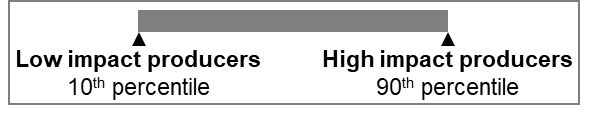 Low impact producers High impact producers
10th percentile 90th percentile